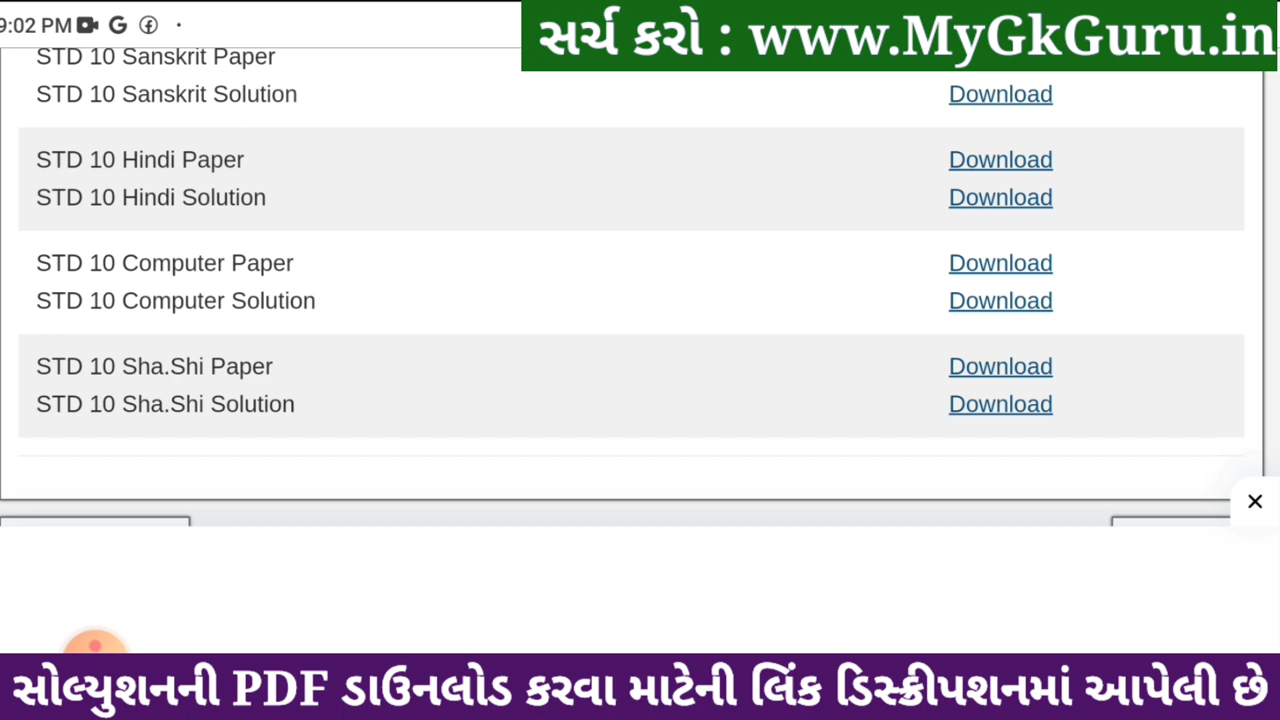 9:02 PM
સર્ચ કરો : www.MyGkGuru.in
STD 10 Sanskrit Paper
STD 10 Sanskrit Solution Download
STD 10 Hindi Paper Download
STD 10 Hindi Solution Download
STD 10 Computer Paper Download
STD 10 Computer Solution Download
STD 10 Sha.Shi Paper Download
STD 10 Sha.Shi Solution Download
સોલ્યુશનની PDF ડાઉનલોડ કરવા માટેની લિંક ડિસ્ક્રીપશનમાં આપેલી છે